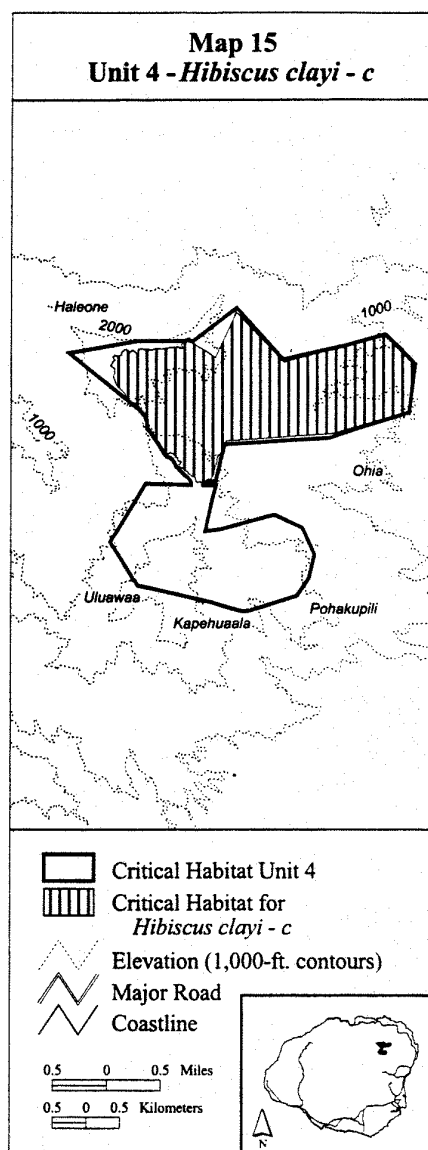 Map 15
Unit 4 - Hibiscus clayi - c
Haleone
2000
1000
1000
Ohia
Uluawaa
Kapehuaala
Pohakupili
Critical Habitat Unit 4
Critical Habitat for
Hibiscus clayi - c
Elevation (1,000-ft. contours)
Major Road
Coastline
0.5 0 0.5 Miles
0.5 0 0.5 Kilometers
N